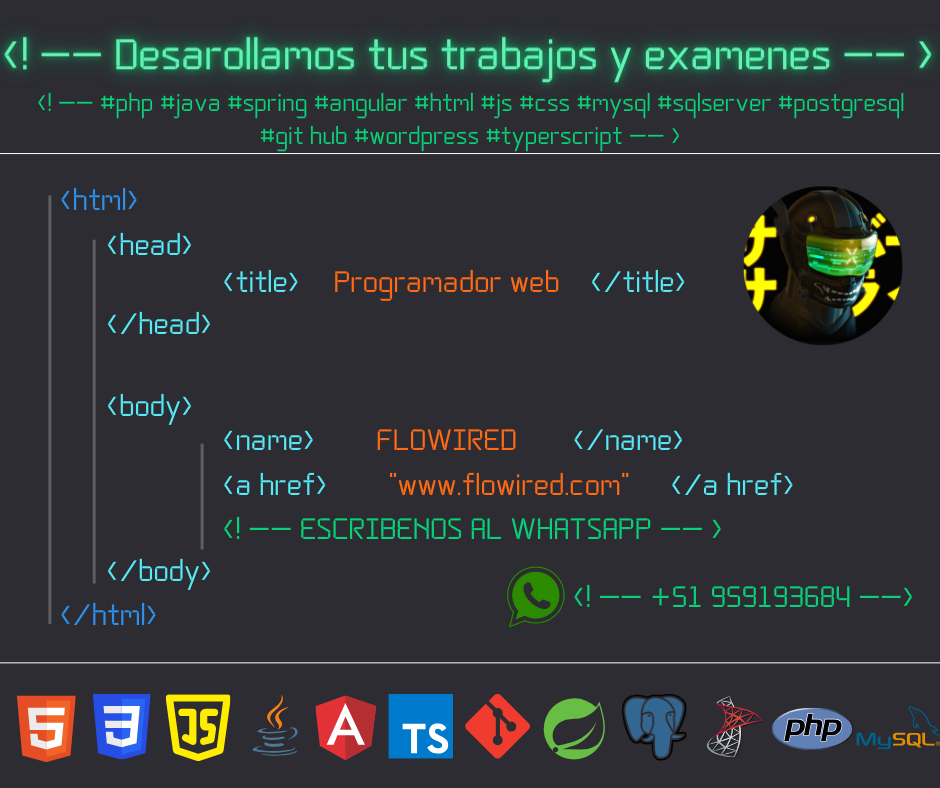 <! –– Desarollamos tus trabajos y examenes –– >
<! –– #php #java #spring #angular #html #js #css #mysql #sqlserver #postgresql
#git hub #wordpress #typerscript –– >
<html>
<head>
<title> Programador web </title>
</head>
<body>
<name> FLOWIRED </name>
<a href> "www.flowired.com" </a href>
<! –– ESCRIBENOS AL WHATSAPP –– >
</body>
<! –– +51 959193684 ––>
</html>
5 3 JS A TS php MySQL